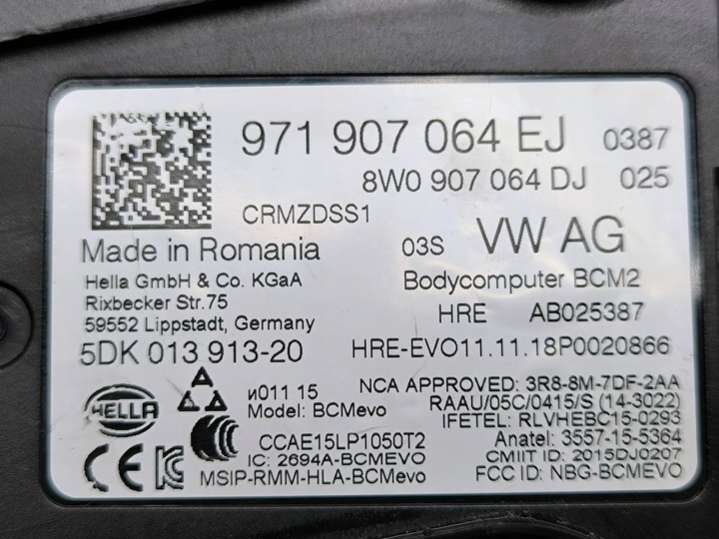 971 907 064 EJ 0387
8W0 907 064 DJ 025
CRMZDSS1
Made in Romania 03S VW AG
Hella GmbH & Co. KGaA Bodycomputer BCM2
Rixbecker Str.75
59552 Lippstadt, Germany HRE AB025387
5DK 013 913-20 HRE-EVO11.11.18P0020866
HELLA
и011 15
Model: BCMevo
NCA APPROVED: 3R8-8M-7DF-2AA
RAAU/05C/0415/S (14-3022)
IFETEL: RLVHEBC15-0293
CCAE15LP1050T2 Anatel: 3557-15-5364
IC: 2694A-BCMEVO CMIIT ID: 2015DJ0207
MSIP-RMM-HLA-BCMevo FCC ID: NBG-BCMEVO